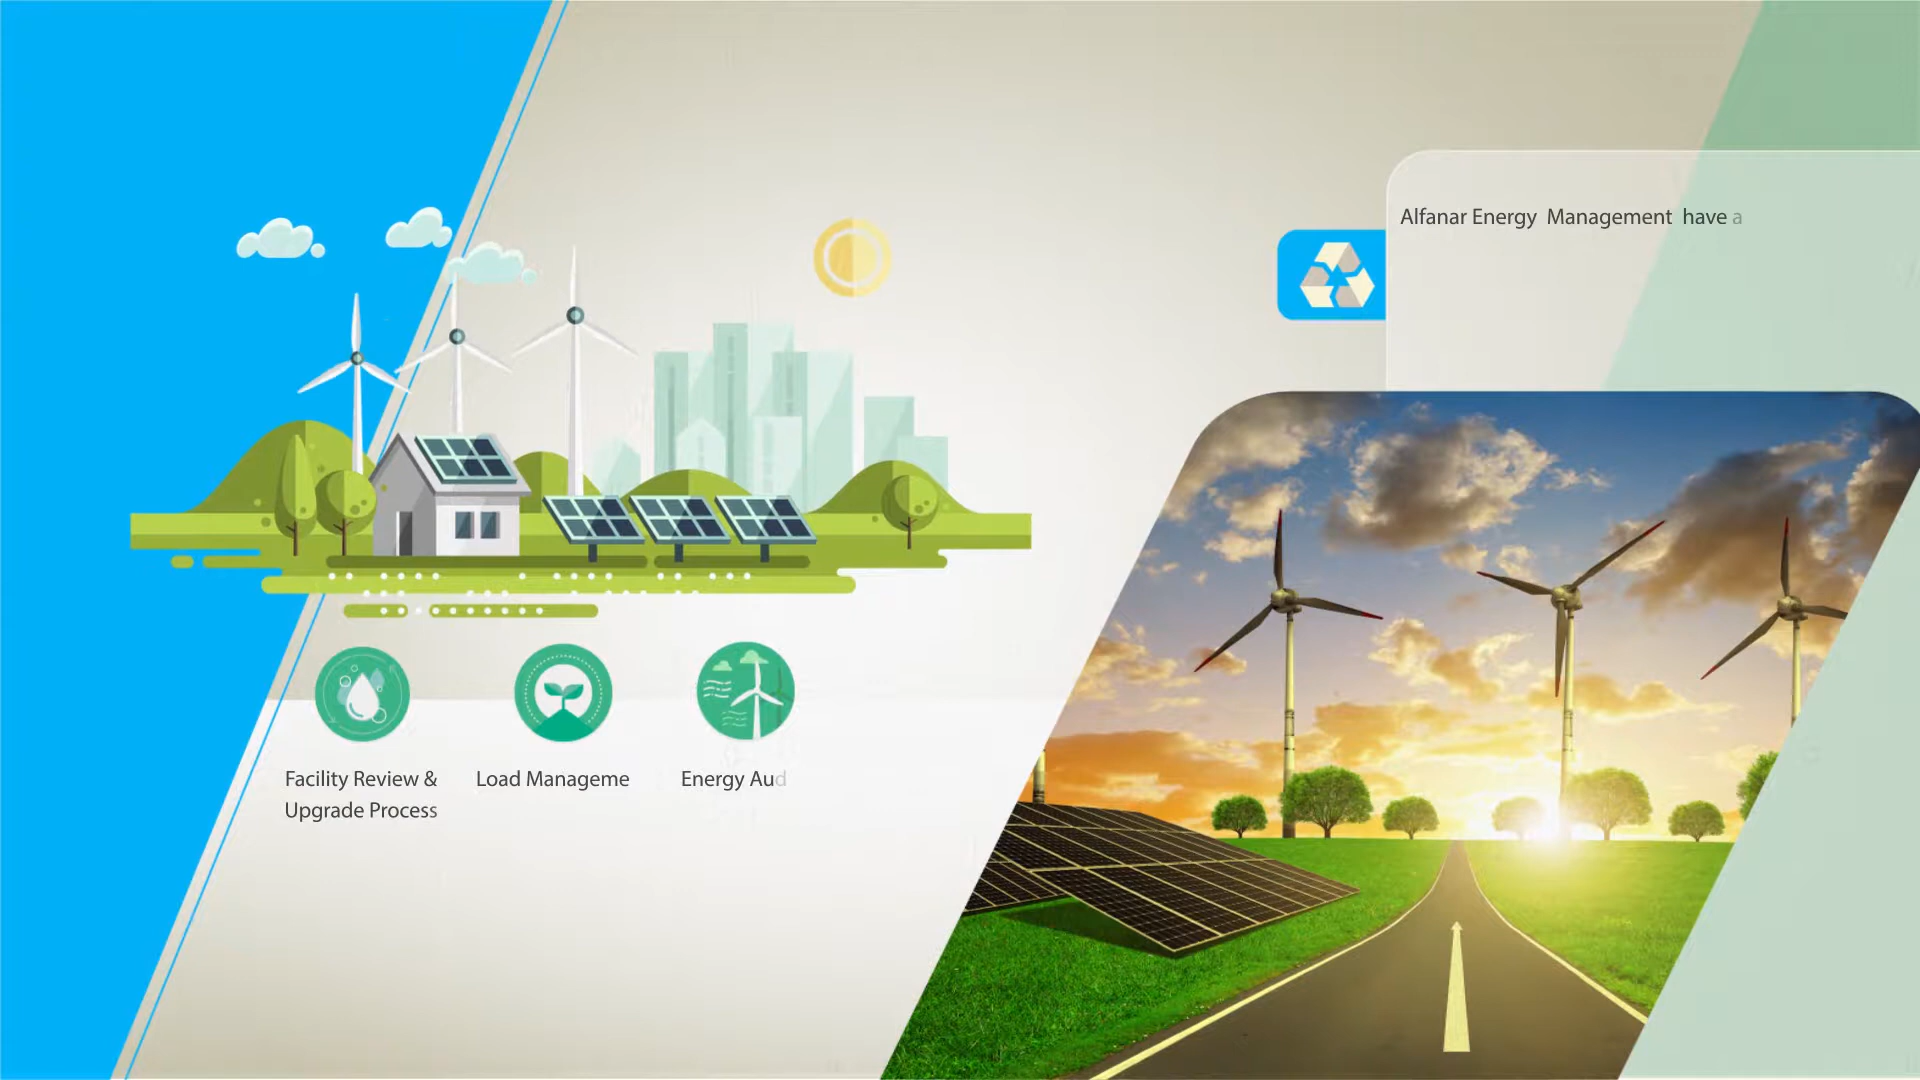 Alfanar Energy Management have a
Facility Review &
Upgrade Process
Load Manageme
Energy Aud